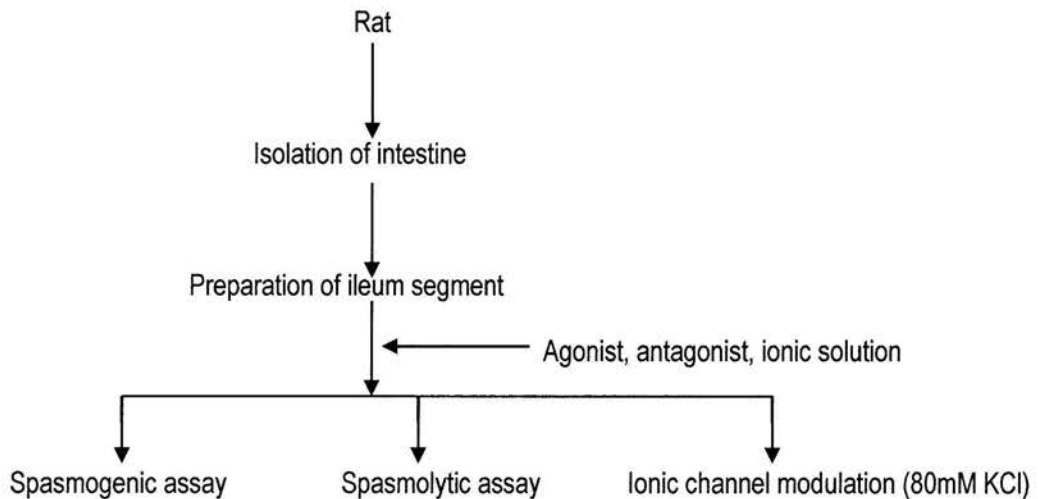 Rat
Isolation of intestine
Preparation of ileum segment
Agonist, antagonist, ionic solution
Spasmogenic assay
Spasmolytic assay
Ionic channel modulation (80mM KCl)